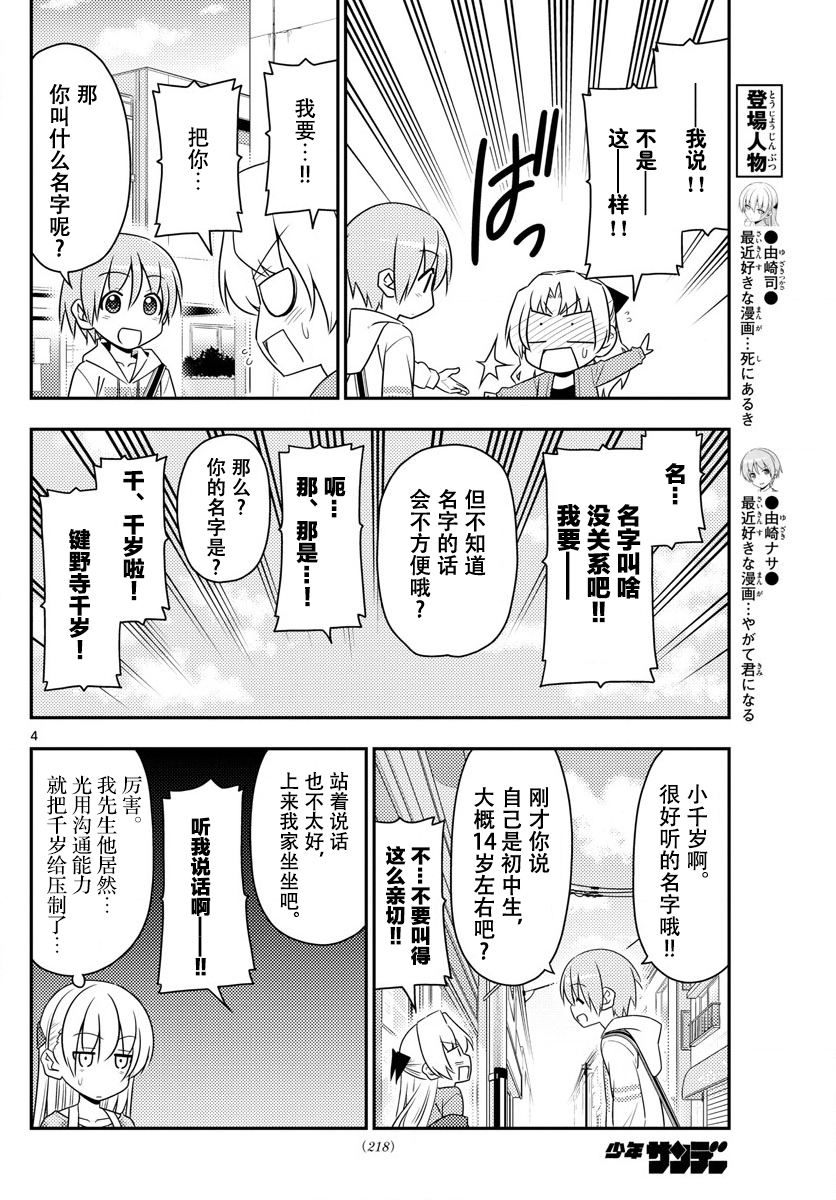 ——我说!!
不是——
这——样!!
ばっ
我要…!
把你…
那
你叫什么名字呢?
登場人物
とうじょうじんぶつ
●由崎司●
ゆざきつかさ
最近好きな漫画…死にあるき
さいきんす
まんが
し
●由崎ナサ●
ゆざき
最近好きな漫画…やがて君になる
さいきんす
まんが
きみ
名…
名字叫啥
没关系吧!!
我要——
但不知道
名字的话
会不方便哦?
呃…
那、那是…!
那么?
你的名字是?
千、千岁啦!
键野寺千岁!
4
小千岁啊。
很好听的名字哦!!
刚才你说
自己是初中生,
大概14岁左右吧?
不…不要叫得
这么亲切!!
站着说话
也不太好,
上来我家坐坐吧。
听我说话啊——!!
厉害。
我先生他居然…
光用沟通能力
就把千岁给压制了…
(218)
少年サンデー